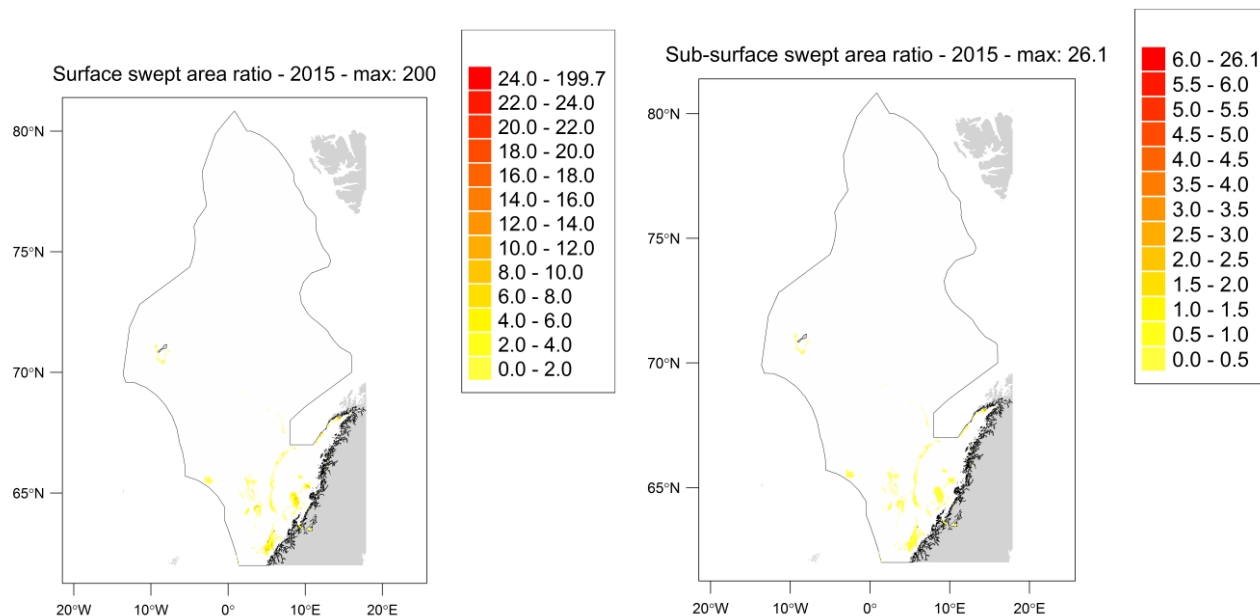 Surface swept area ratio - 2015 - max: 200
80°N
75°N
70°N
65°N
20°W 10°W 0° 10°E 20°E
24.0 - 199.7
22.0 - 24.0
20.0 - 22.0
18.0 - 20.0
16.0 - 18.0
14.0 - 16.0
12.0 - 14.0
10.0 - 12.0
8.0 - 10.0
6.0 - 8.0
4.0 - 6.0
2.0 - 4.0
0.0 - 2.0
Sub-surface swept area ratio - 2015 - max: 26.1
80°N
75°N
70°N
65°N
20°W 10°W 0° 10°E 20°E
6.0 - 26.1
5.5 - 6.0
5.0 - 5.5
4.5 - 5.0
4.0 - 4.5
3.5 - 4.0
3.0 - 3.5
2.5 - 3.0
2.0 - 2.5
1.5 - 2.0
1.0 - 1.5
0.5 - 1.0
0.0 - 0.5